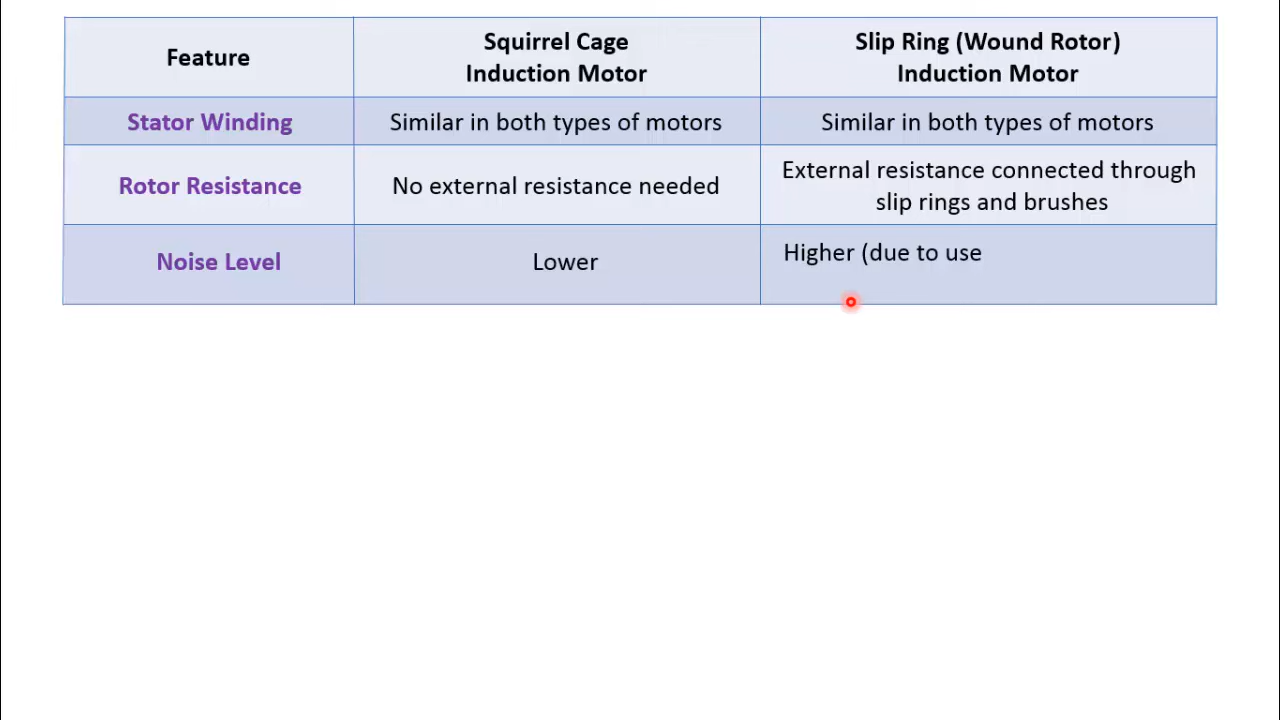 Feature
Squirrel Cage
Induction Motor
Slip Ring (Wound Rotor)
Induction Motor
Stator Winding
Similar in both types of motors
Similar in both types of motors
Rotor Resistance
No external resistance needed
External resistance connected through
slip rings and brushes
Noise Level
Lower
Higher (due to use